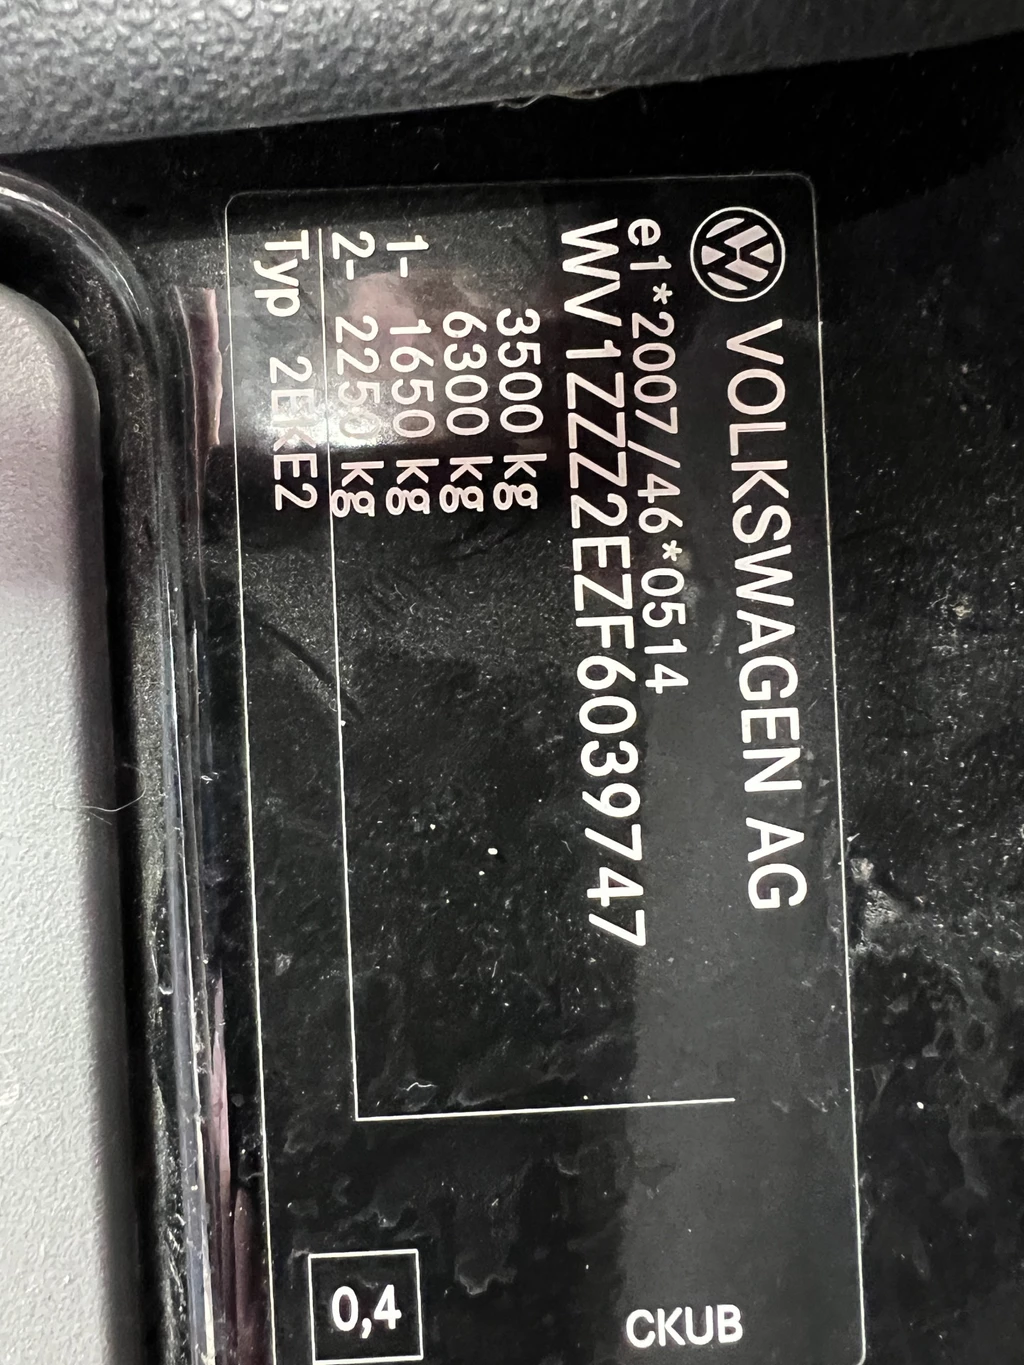 VOLKSWAGEN AG
e1*2007/46*0514
WV1ZZZ2EZF6039747
3500 kg
6300 kg
1- 1650 kg
2- 2250 kg
Typ 2EKE2
CKUB
0,4